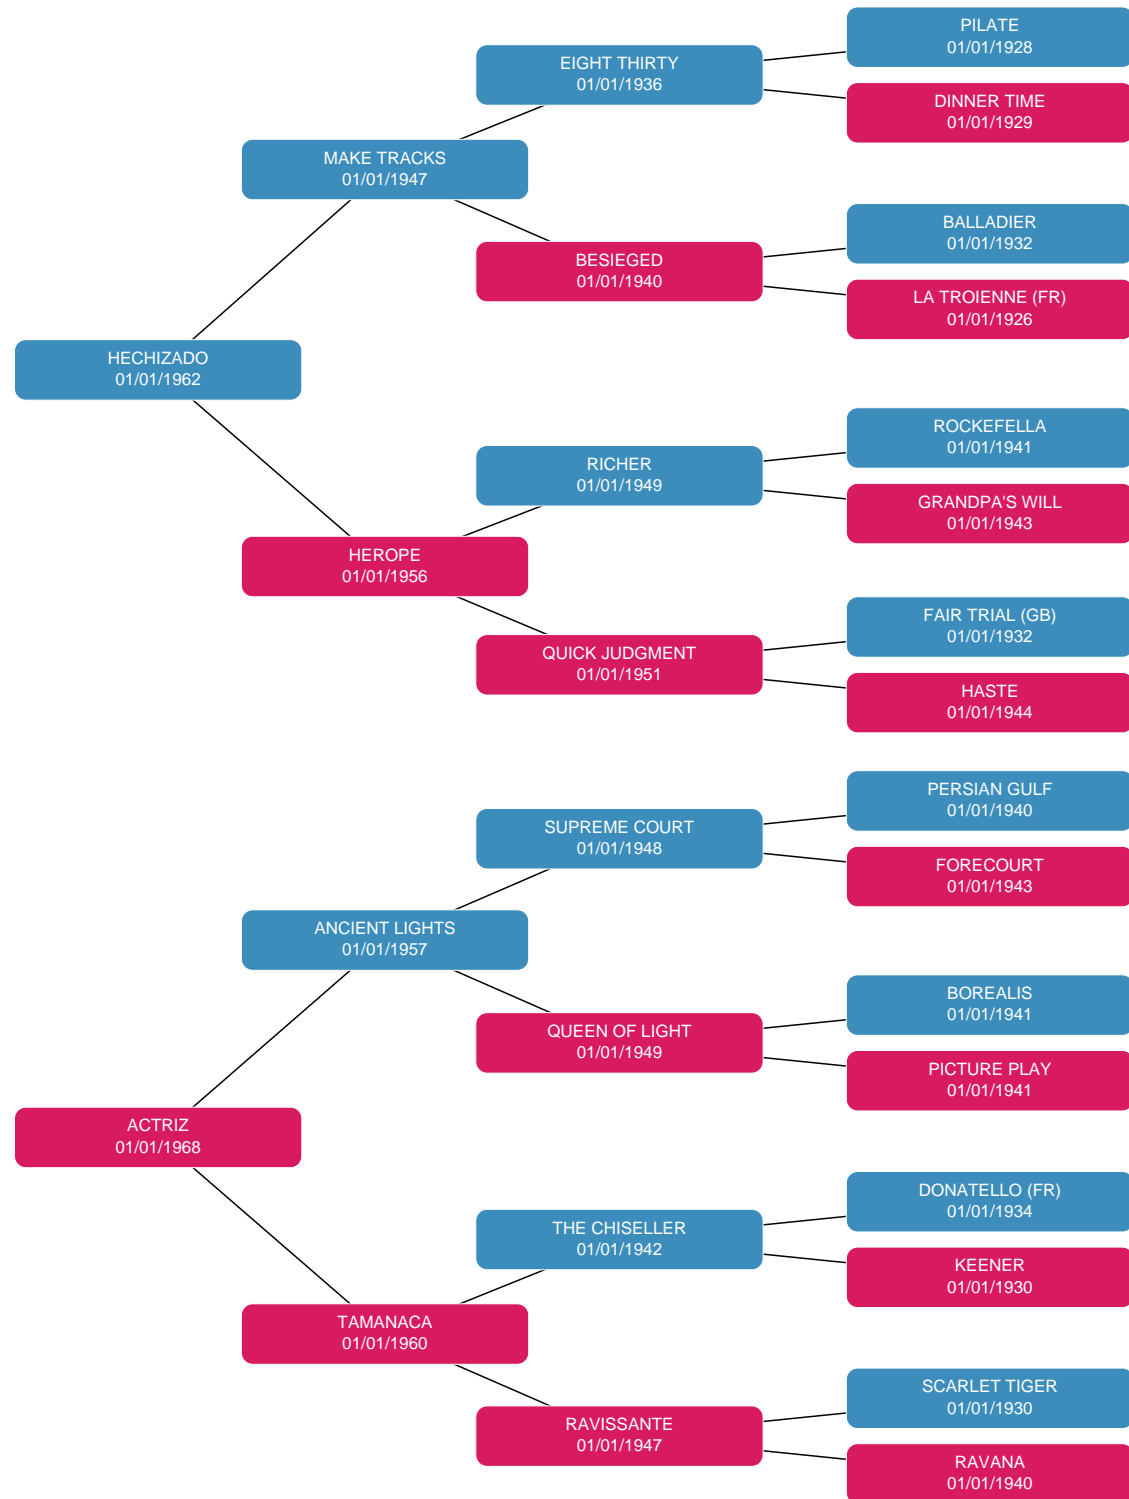 PILATE
01/01/1928
EIGHT THIRTY
01/01/1936
DINNER TIME
01/01/1929
MAKE TRACKS
01/01/1947
BALLADIER
01/01/1932
BESIEGED
01/01/1940
LA TROIENNE (FR)
01/01/1926
HECHIZADO
01/01/1962
ROCKEFELLA
01/01/1941
RICHER
01/01/1949
GRANDPA'S WILL
01/01/1943
HEROPE
01/01/1956
FAIR TRIAL (GB)
01/01/1932
QUICK JUDGMENT
01/01/1951
HASTE
01/01/1944
PERSIAN GULF
01/01/1940
SUPREME COURT
01/01/1948
FORECOURT
01/01/1943
ANCIENT LIGHTS
01/01/1957
BOREALIS
01/01/1941
QUEEN OF LIGHT
01/01/1949
PICTURE PLAY
01/01/1941
ACTRIZ
01/01/1968
DONATELLO (FR)
01/01/1934
THE CHISELLER
01/01/1942
KEENER
01/01/1930
TAMANACA
01/01/1960
SCARLET TIGER
01/01/1930
RAVISSANTE
01/01/1947
RAVANA
01/01/1940